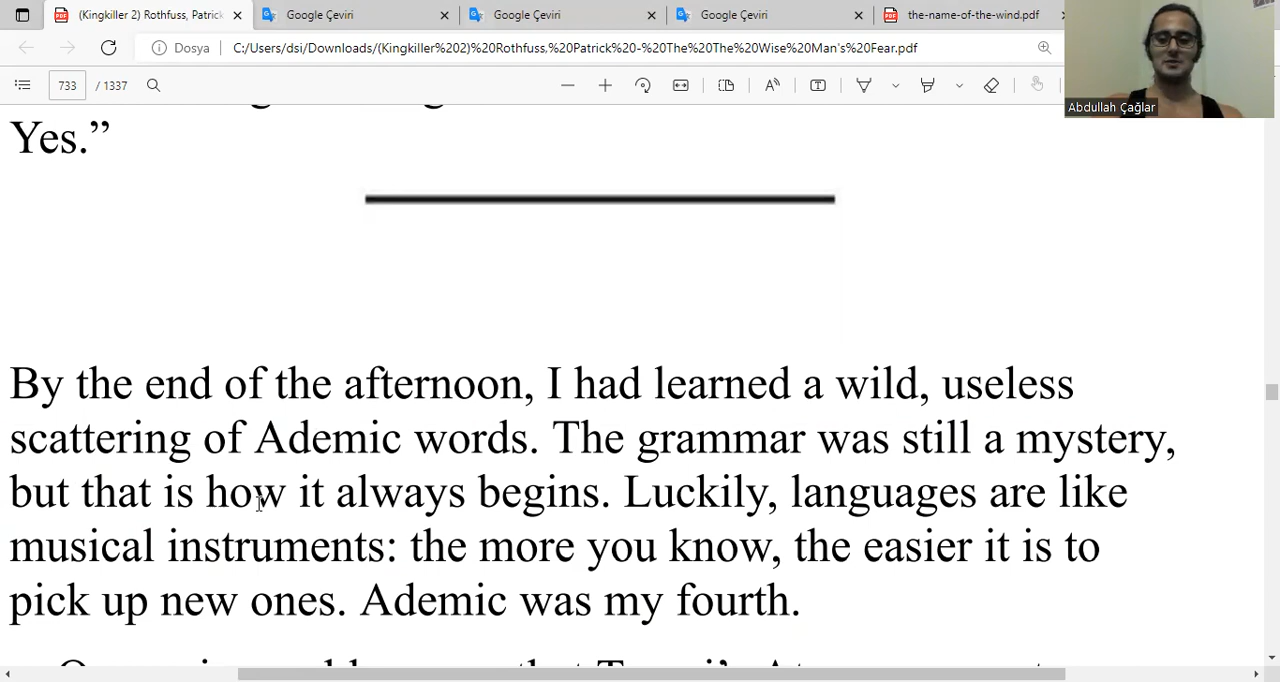 (Kingkiller 2) Rothfuss, Patrick
Google Çeviri
Google Çeviri
Google Çeviri
the-name-of-the-wind.pdf
Dosya
C:/Users/dsi/Downloads/(Kingkiller%202)%20Rothfuss,%20Patrick%20-%20The%20The%20Wise%20Man's%20Fear.pdf
733 / 1337
Abdullah Çağlar
Yes.”
By the end of the afternoon, I had learned a wild, useless
scattering of Ademic words. The grammar was still a mystery,
but that is how it always begins. Luckily, languages are like
musical instruments: the more you know, the easier it is to
pick up new ones. Ademic was my fourth.